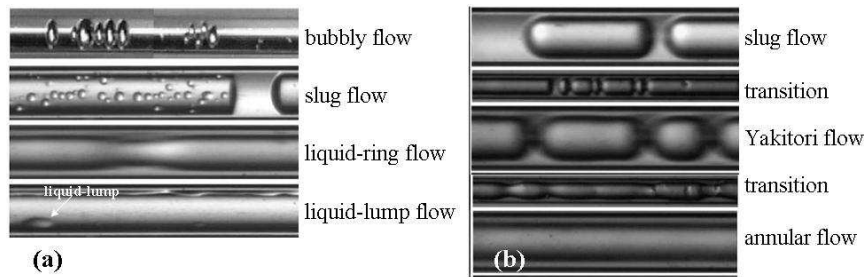 bubbly flow
slug flow
liquid-ring flow
liquid-lump
liquid-lump flow
(a)
slug flow
transition
Yakitori flow
transition
annular flow
(b)